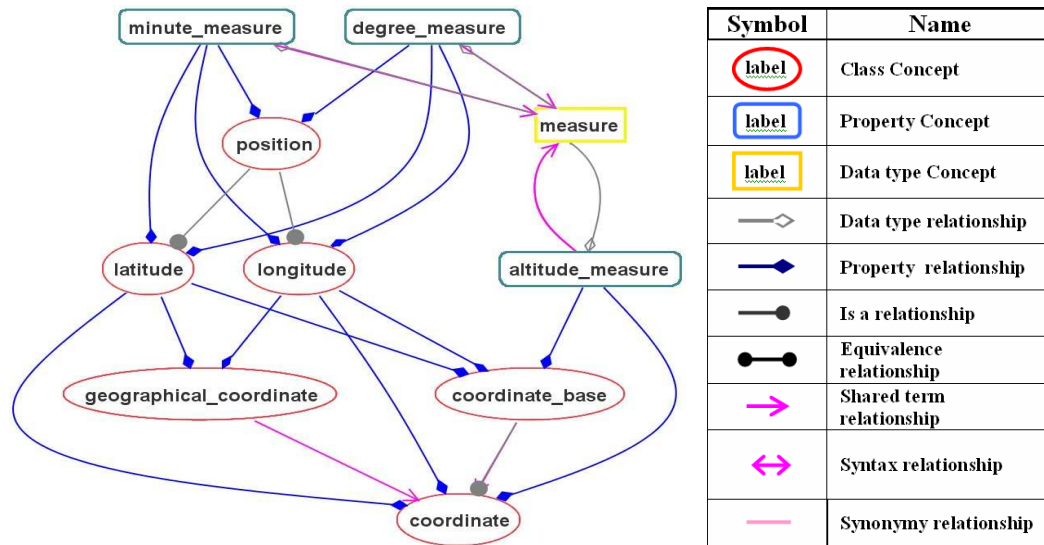 minute_measure
degree_measure
measure
position
latitude
longitude
altitude_measure
geographical_coordinate
coordinate_base
coordinate
Symbol Name
label Class Concept
label Property Concept
label Data type Concept
Data type relationship
Property relationship
Is a relationship
Equivalence
relationship
Shared term
relationship
Syntax relationship
Synonymy relationship